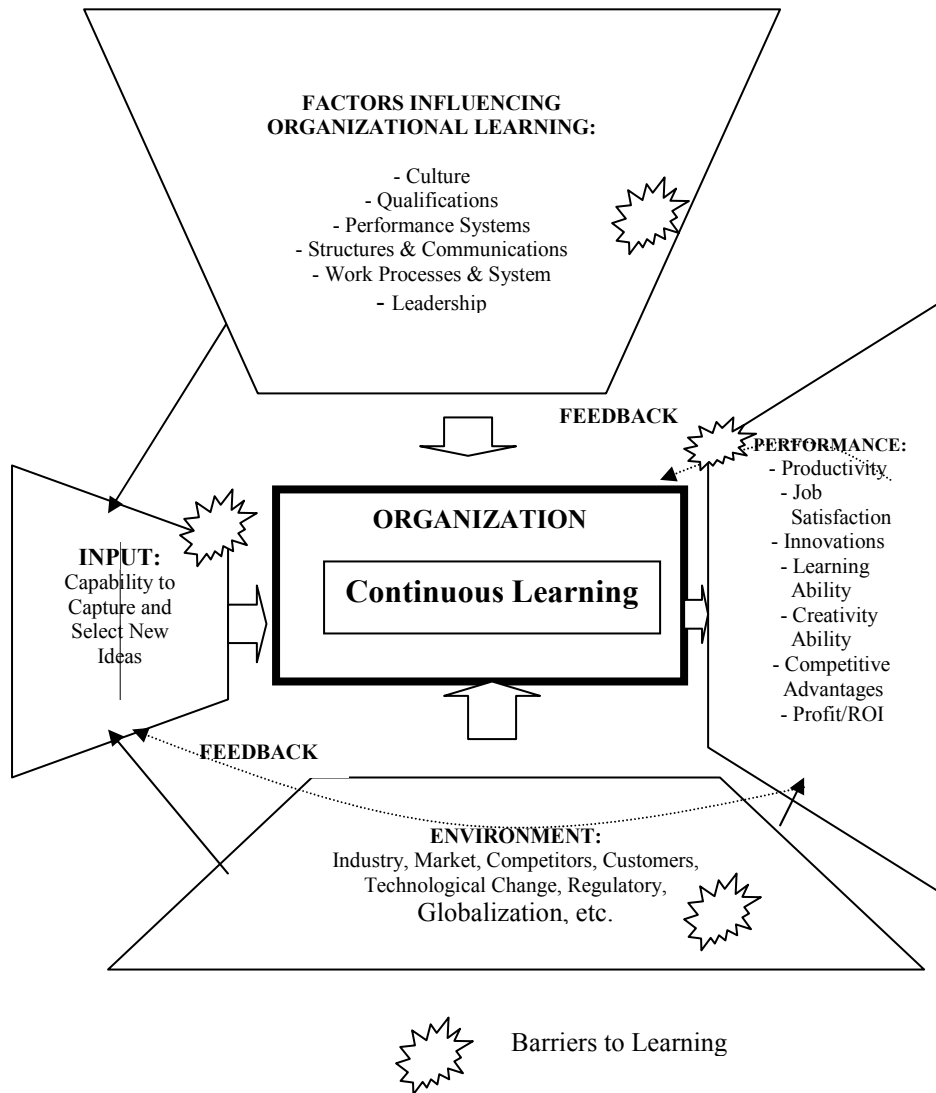 FACTORS INFLUENCING
ORGANIZATIONAL LEARNING:
- Culture
- Qualifications
- Performance Systems
- Structures & Communications
- Work Processes & System
- Leadership
FEEDBACK
PERFORMANCE:
- Productivity
- Job
Satisfaction
- Innovations
- Learning
Ability
- Creativity
Ability
- Competitive
Advantages
- Profit/ROI
ORGANIZATION
Continuous Learning
INPUT:
Capability to
Capture and
Select New
Ideas
FEEDBACK
ENVIRONMENT:
Industry, Market, Competitors, Customers,
Technological Change, Regulatory,
Globalization, etc.
Barriers to Learning